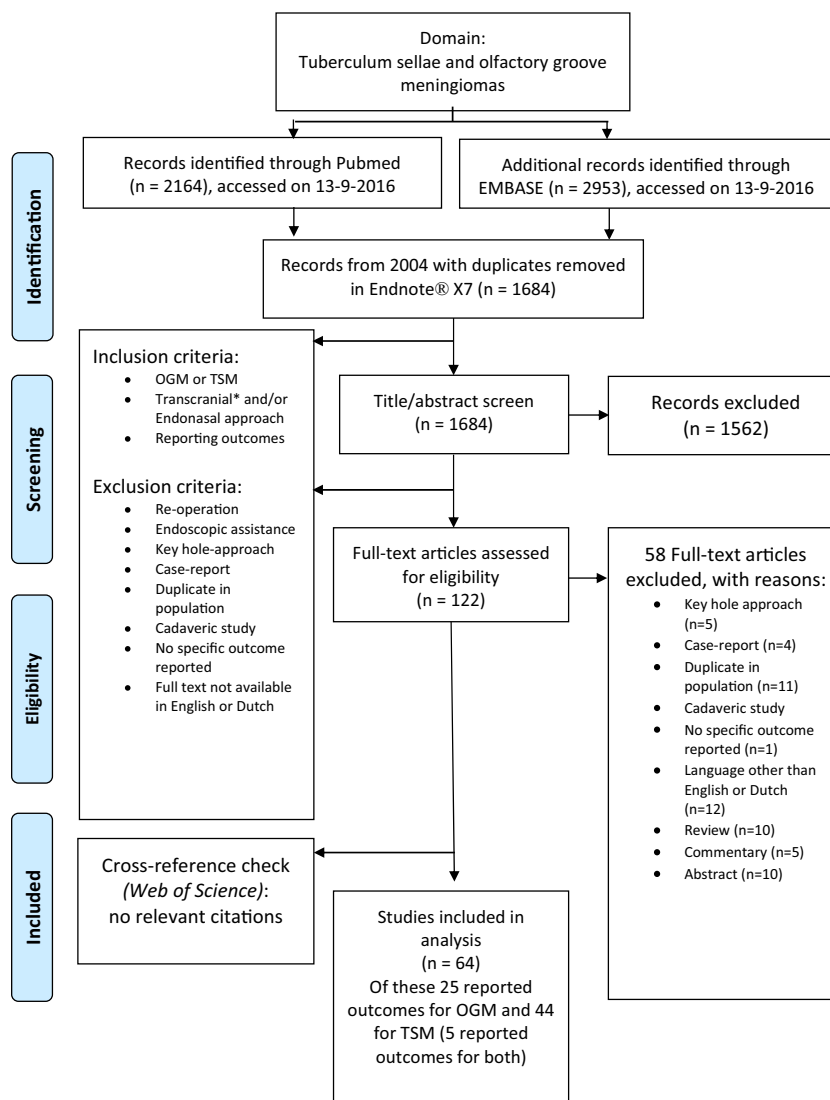 Domain:
Tuberculum sellae and olfactory groove
meningiomas
Identification
Records identified through Pubmed
(n = 2164), accessed on 13-9-2016
Additional records identified through
EMBASE (n = 2953), accessed on 13-9-2016
Records from 2004 with duplicates removed
in Endnote® X7 (n = 1684)
Screening
Inclusion criteria:
• OGM or TSM
• Transcranial* and/or
Endonasal approach
• Reporting outcomes
Exclusion criteria:
• Re-operation
• Endoscopic assistance
• Key hole-approach
• Case-report
• Duplicate in
population
• Cadaveric study
• No specific outcome
reported
• Full text not available
in English or Dutch
Title/abstract screen
(n = 1684)
Records excluded
(n = 1562)
Eligibility
Full-text articles assessed
for eligibility
(n = 122)
58 Full-text articles
excluded, with reasons:
• Key hole approach
(n=5)
• Case-report (n=4)
• Duplicate in
population (n=11)
• Cadaveric study
• No specific outcome
reported (n=1)
• Language other than
English or Dutch
(n=12)
• Review (n=10)
• Commentary (n=5)
• Abstract (n=10)
Included
Cross-reference check
(Web of Science):
no relevant citations
Studies included in
analysis
(n = 64)
Of these 25 reported
outcomes for OGM and 44
for TSM (5 reported
outcomes for both)